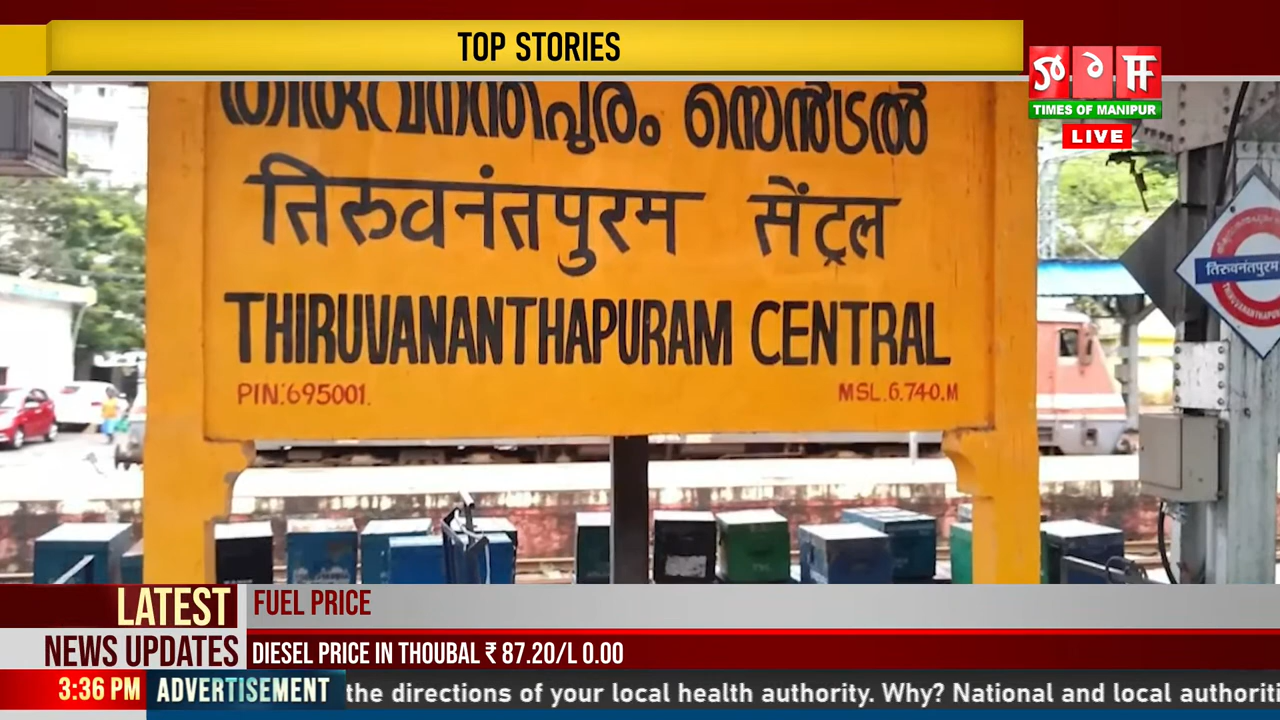 TOP STORIES
TIMES OF MANIPUR
LIVE
തിരുവനന്തപുരം സെൻട്രൽ
तिरुवनंतपुरम सेंट्रल
THIRUVANANTHAPURAM CENTRAL
PIN:695001.
MSL.6.740.M
तिरुवनंतपुरम
LATEST
NEWS UPDATES
FUEL PRICE
DIESEL PRICE IN THOUBAL ₹ 87.20/L 0.00
3:36 PM
ADVERTISEMENT
the directions of your local health authority. Why? National and local